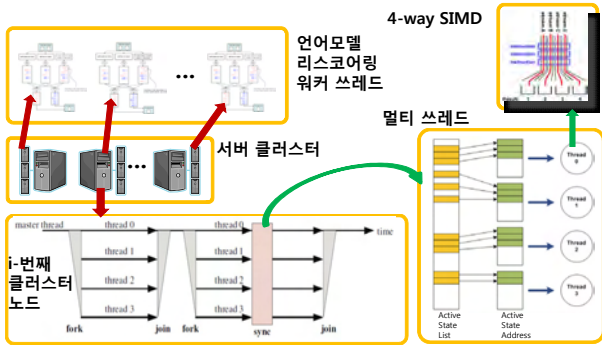 4-way SIMD
언어모델
리스코어링
워커 쓰레드
...
멀티 쓰레드
서버 클러스터
...
Thread
0
Thread
1
Thread
2
Thread
3
Active
State
List
Active
State
Address
i-번째
클러스터
노드
master thread
thread 0
thread 0
time
thread 1
thread 1
thread 2
thread 2
thread 3
thread 3
fork
join
fork
sync
join